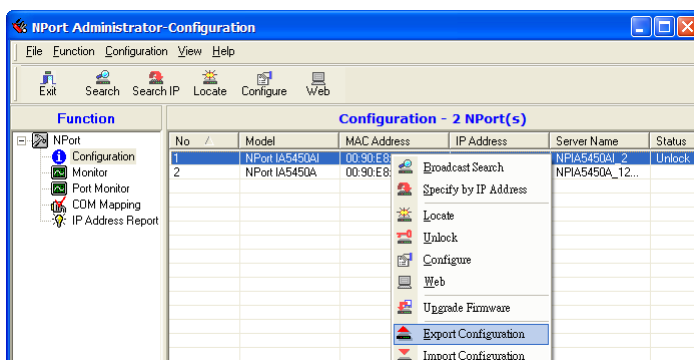 NPort Administrator-Configuration
File Function Configuration View Help
Exit Search Search IP Locate Configure Web
Function
Configuration - 2 NPort(s)
NPort
Configuration
Monitor
Port Monitor
COM Mapping
IP Address Report
No Model MAC Address IP Address Server Name Status
1 NPort IA5450AI 00:90:E8: NPIA5450AI_2 Unlock
2 NPort IA5450A 00:90:E8: NPIA5450A_12...
Broadcast Search
Specify by IP Address
Locate
Unlock
Configure
Web
Upgrade Firmware
Export Configuration
Import Configuration